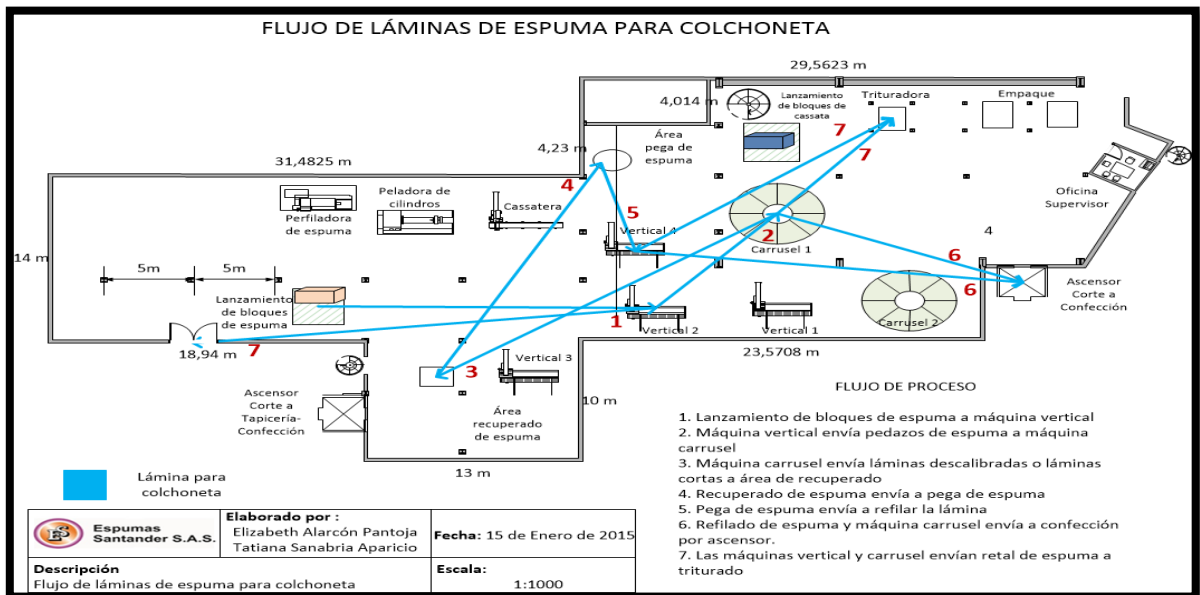 FLUJO DE LÁMINAS DE ESPUMA PARA COLCHONETA
29,5623 m
4,014 m
Lanzamiento
de bloques de
cassata
Trituradora
Empaque
7
7
Área
pega de
espuma
4,23 m
31,4825 m
4
5
Perfiladora
de espuma
Peladora de
cilindros
Cassatera
Vertical 4
2
Carrusel 1
Oficina
Supervisor
4
14 m
5m
5m
6
6
Ascensor
Corte a
Confección
Lanzamiento
de bloques
de espuma
1
Vertical 2
Vertical 1
Carrusel 2
18,94 m
7
23,5708 m
3
Vertical 3
Ascensor
Corte a
Tapicería-
Confección
Área
recuperado
de espuma
10 m
13 m
FLUJO DE PROCESO
1. Lanzamiento de bloques de espuma a máquina vertical
2. Máquina vertical envía pedazos de espuma a máquina
carrusel
3. Máquina carrusel envía láminas descalibradas o láminas
cortas a área de recuperado
4. Recuperado de espuma envía a pega de espuma
5. Pega de espuma envía a refilar la lámina
6. Refilado de espuma y máquina carrusel envía a confección
por ascensor.
7. Las máquinas vertical y carrusel envían retal de espuma a
triturado
Lámina para
colchoneta
ES
Espumas
Santander S.A.S.
Elaborado por :
Elizabeth Alarcón Pantoja
Tatiana Sanabria Aparicio
Fecha: 15 de Enero de 2015
Descripción
Flujo de láminas de espuma para colchoneta
Escala:
1:1000